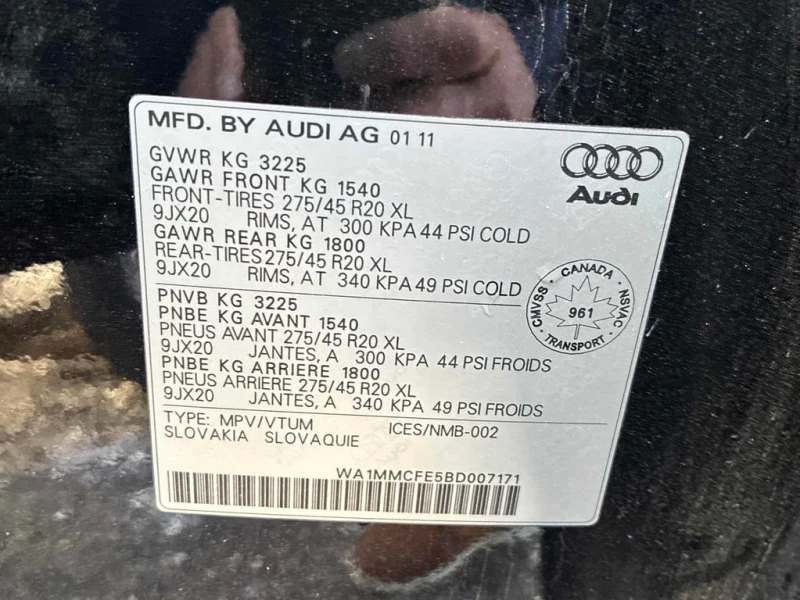 MFD. BY AUDI AG 01 11
GVWR KG 3225
GAWR FRONT KG 1540
FRONT-TIRES 275/45 R20 XL
9JX20 RIMS, AT 300 KPA 44 PSI COLD
GAWR REAR KG 1800
REAR-TIRES 275/45 R20 XL
9JX20 RIMS, AT 340 KPA 49 PSI COLD
Audi
PNVB KG 3225
PNBE KG AVANT 1540
PNEUS AVANT 275/45 R20 XL
9JX20 JANTES, A 300 KPA 44 PSI FROIDS
PNBE KG ARRIERE 1800
PNEUS ARRIERE 275/45 R20 XL
9JX20 JANTES, A 340 KPA 49 PSI FROIDS
CMVSS · CANADA · NSVAC
961
· TRANSPORT ·
TYPE: MPV/VTUM ICES/NMB-002
SLOVAKIA SLOVAQUIE
WA1MMCFE5BD007171